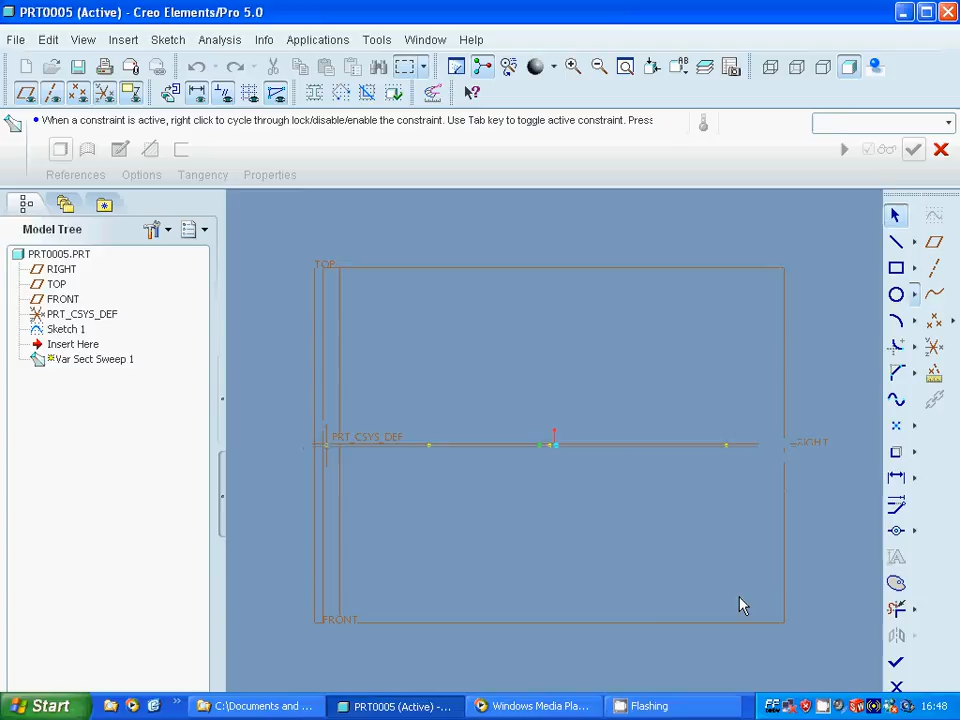 PRT0005 (Active) - Creo Elements/Pro 5.0
File Edit View Insert Sketch Analysis Info Applications Tools Window Help
When a constraint is active, right click to cycle through lock/disable/enable the constraint. Use Tab key to toggle active constraint. Press
References Options Tangency Properties
Model Tree
PRT0005.PRT
RIGHT
TOP
FRONT
PRT_CSYS_DEF
Sketch 1
Insert Here
Var Sect Sweep 1
TOP
PRT_CSYS_DEF
RIGHT
FRONT
Start C:\Documents and ... PRT0005 (Active) -... Windows Media Pla... Flashing 16:48